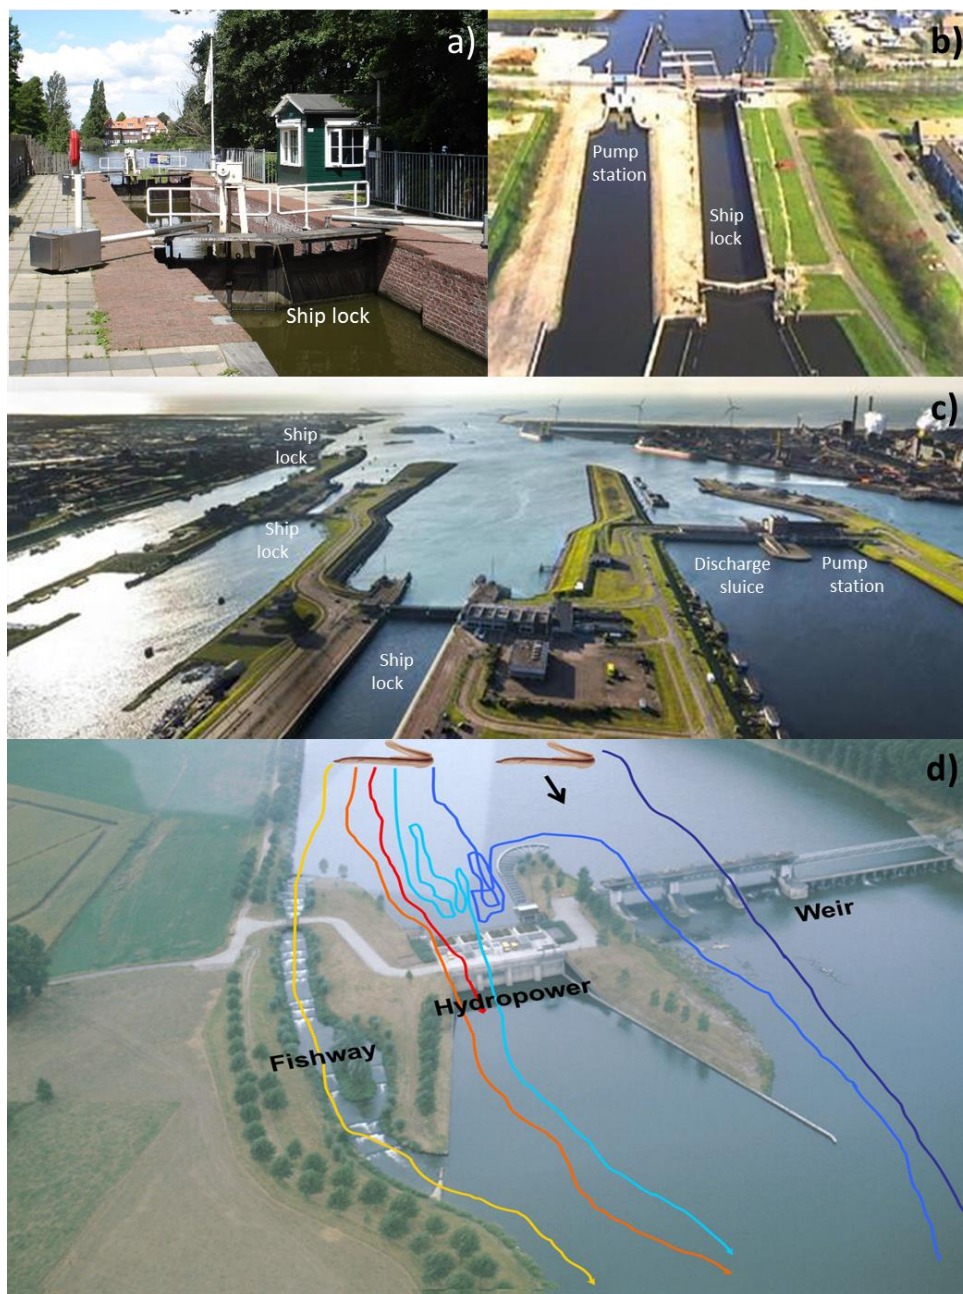 a)
Ship lock
b)
Pump
station
Ship
lock
c)
Ship
lock
Ship
lock
Discharge
sluice
Pump
station
Ship
lock
d)
Weir
Hydropower
Fishway